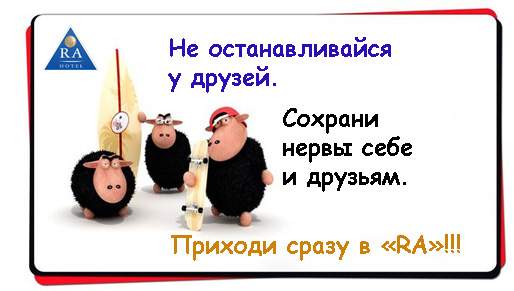 RA
HOTEL
Не останавливайся
у друзей.
Сохрани
нервы себе
и друзьям.
Приходи сразу в «RA»!!!